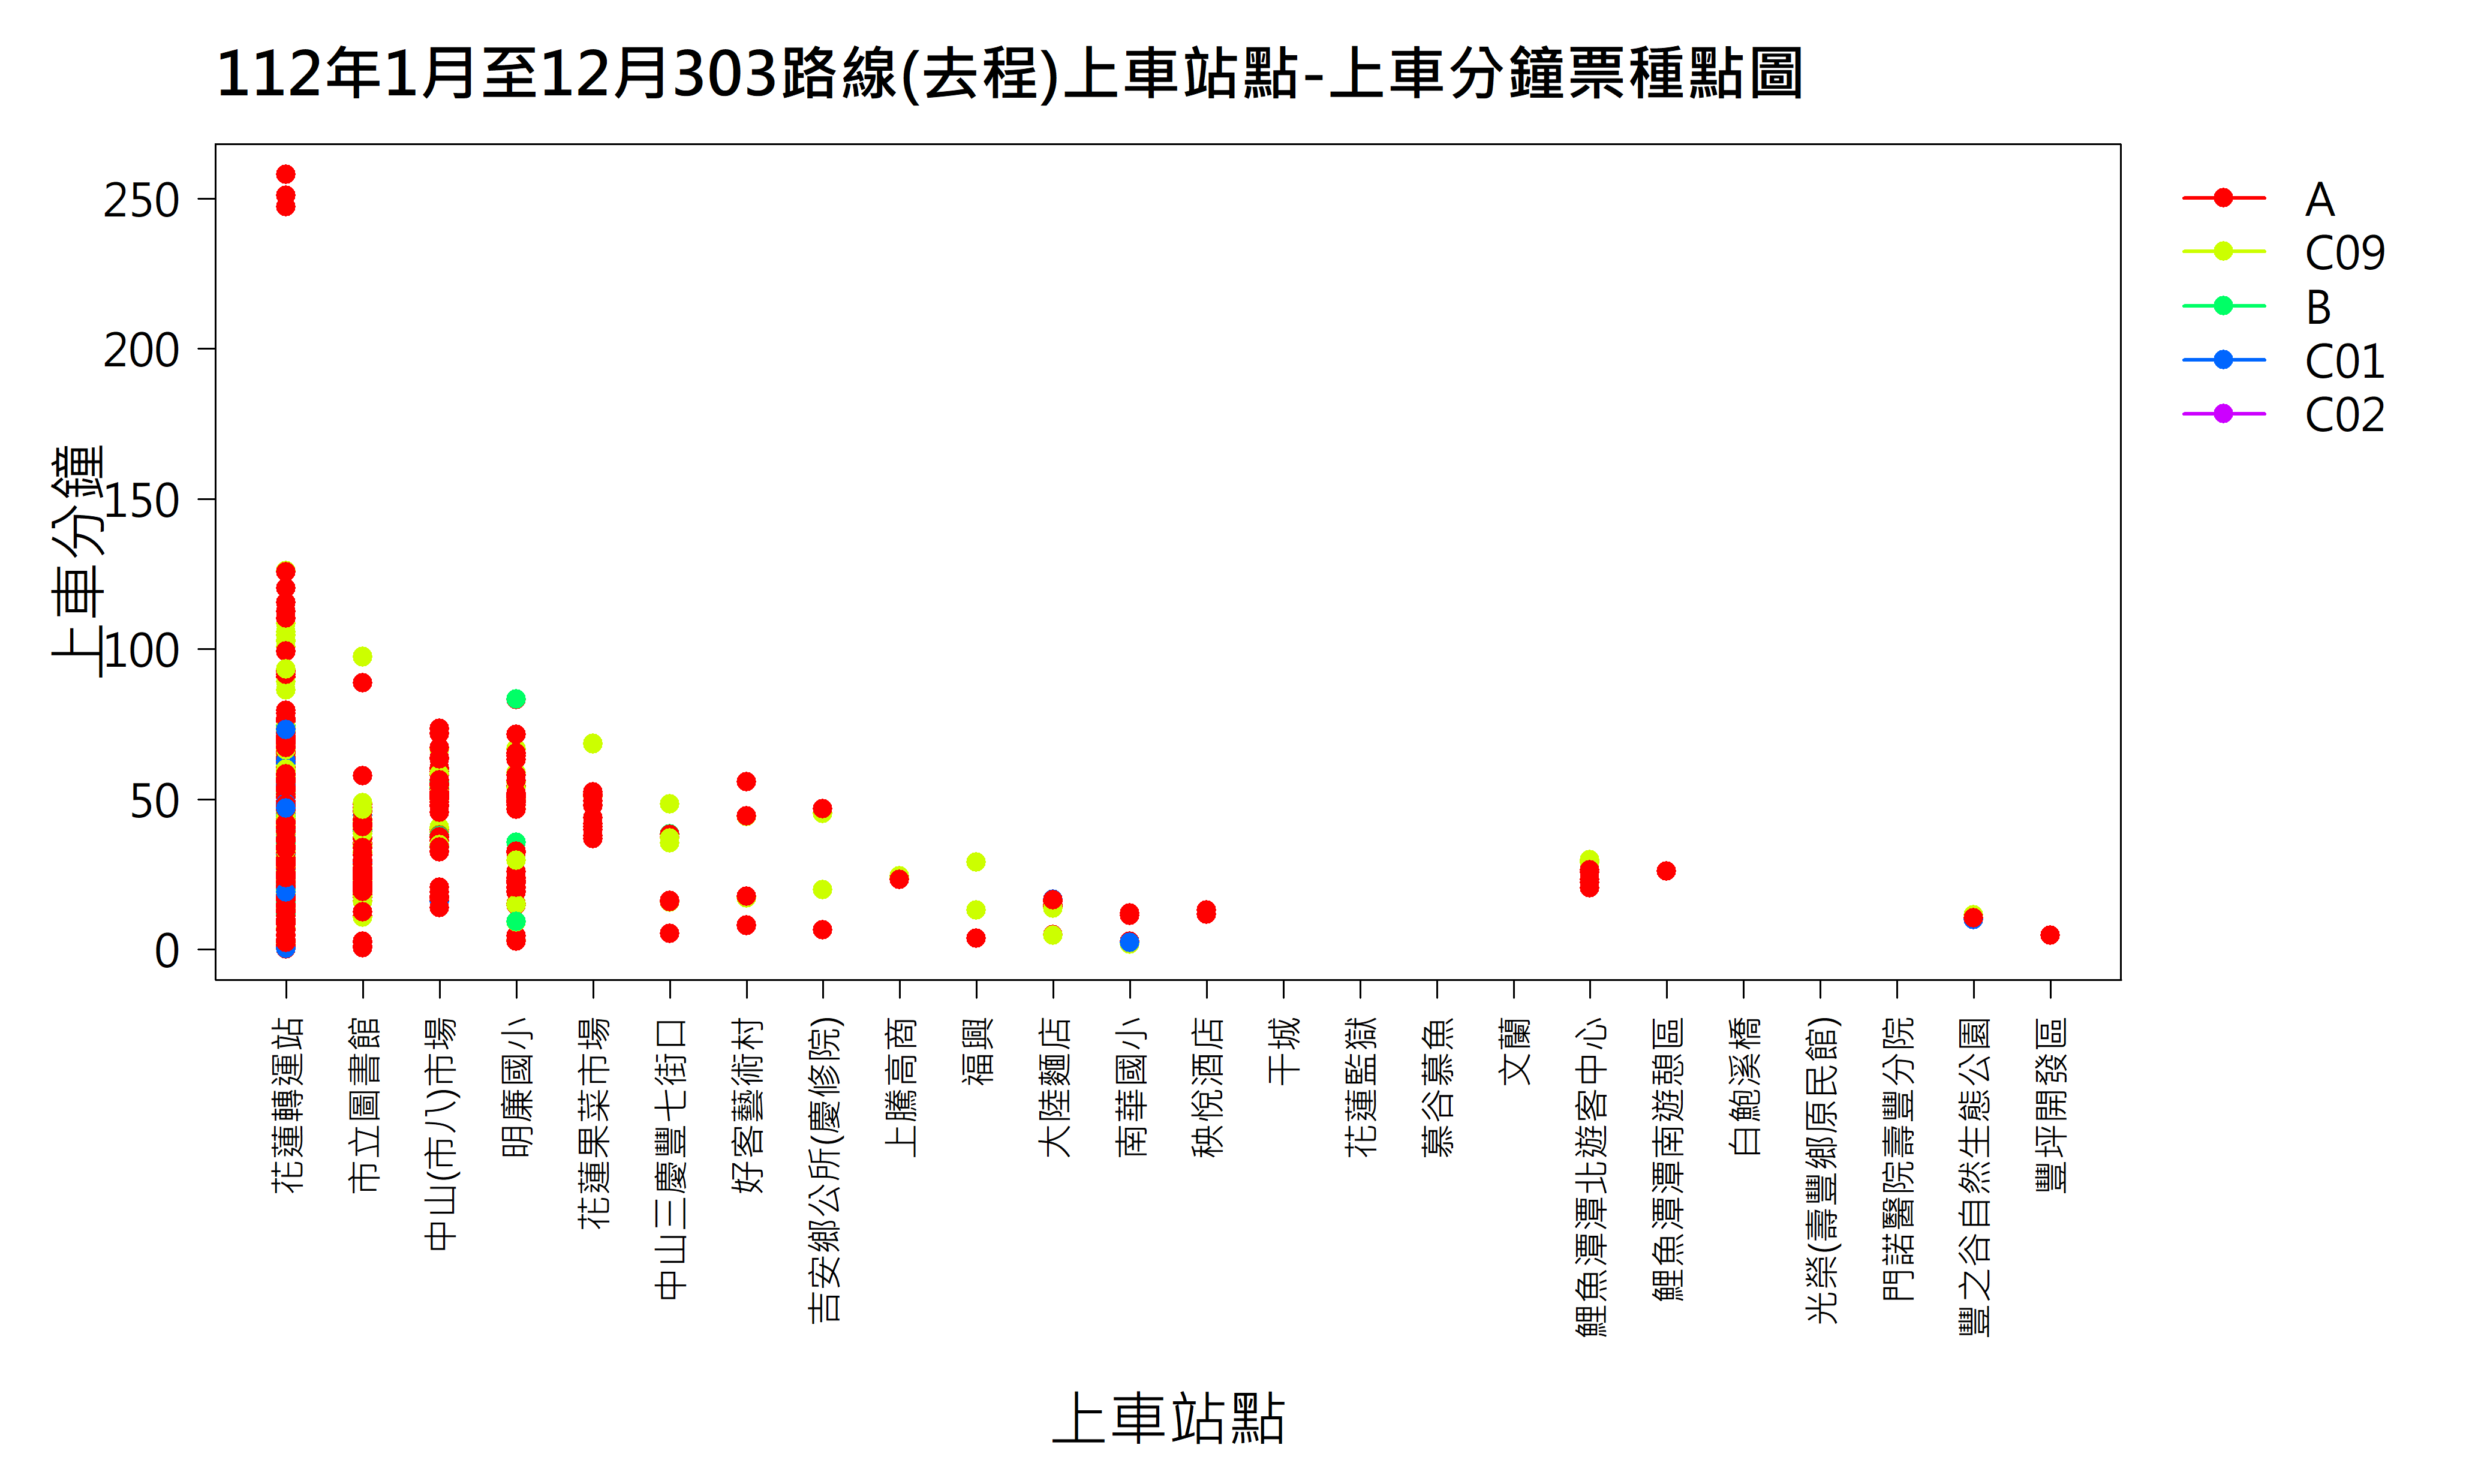 112年1月至12月303路線(去程)上車站點-上車分鐘票種點圖
上車分鐘
250
200
150
100
50
0
A
C09
B
C01
C02
花蓮轉運站
市立圖書館
中山(市八)市場
明廉國小
花蓮果菜市場
中山三慶豐七街口
好客藝術村
吉安鄉公所(慶修院)
上騰高商
福興
大陸麵店
南華國小
秧悅酒店
干城
花蓮監獄
慕谷慕魚
文蘭
鯉魚潭潭北遊客中心
鯉魚潭潭南遊憩區
白鮑溪橋
光榮(壽豐鄉原民館)
門諾醫院壽豐分院
豐之谷自然生態公園
豐坪開發區
上車站點